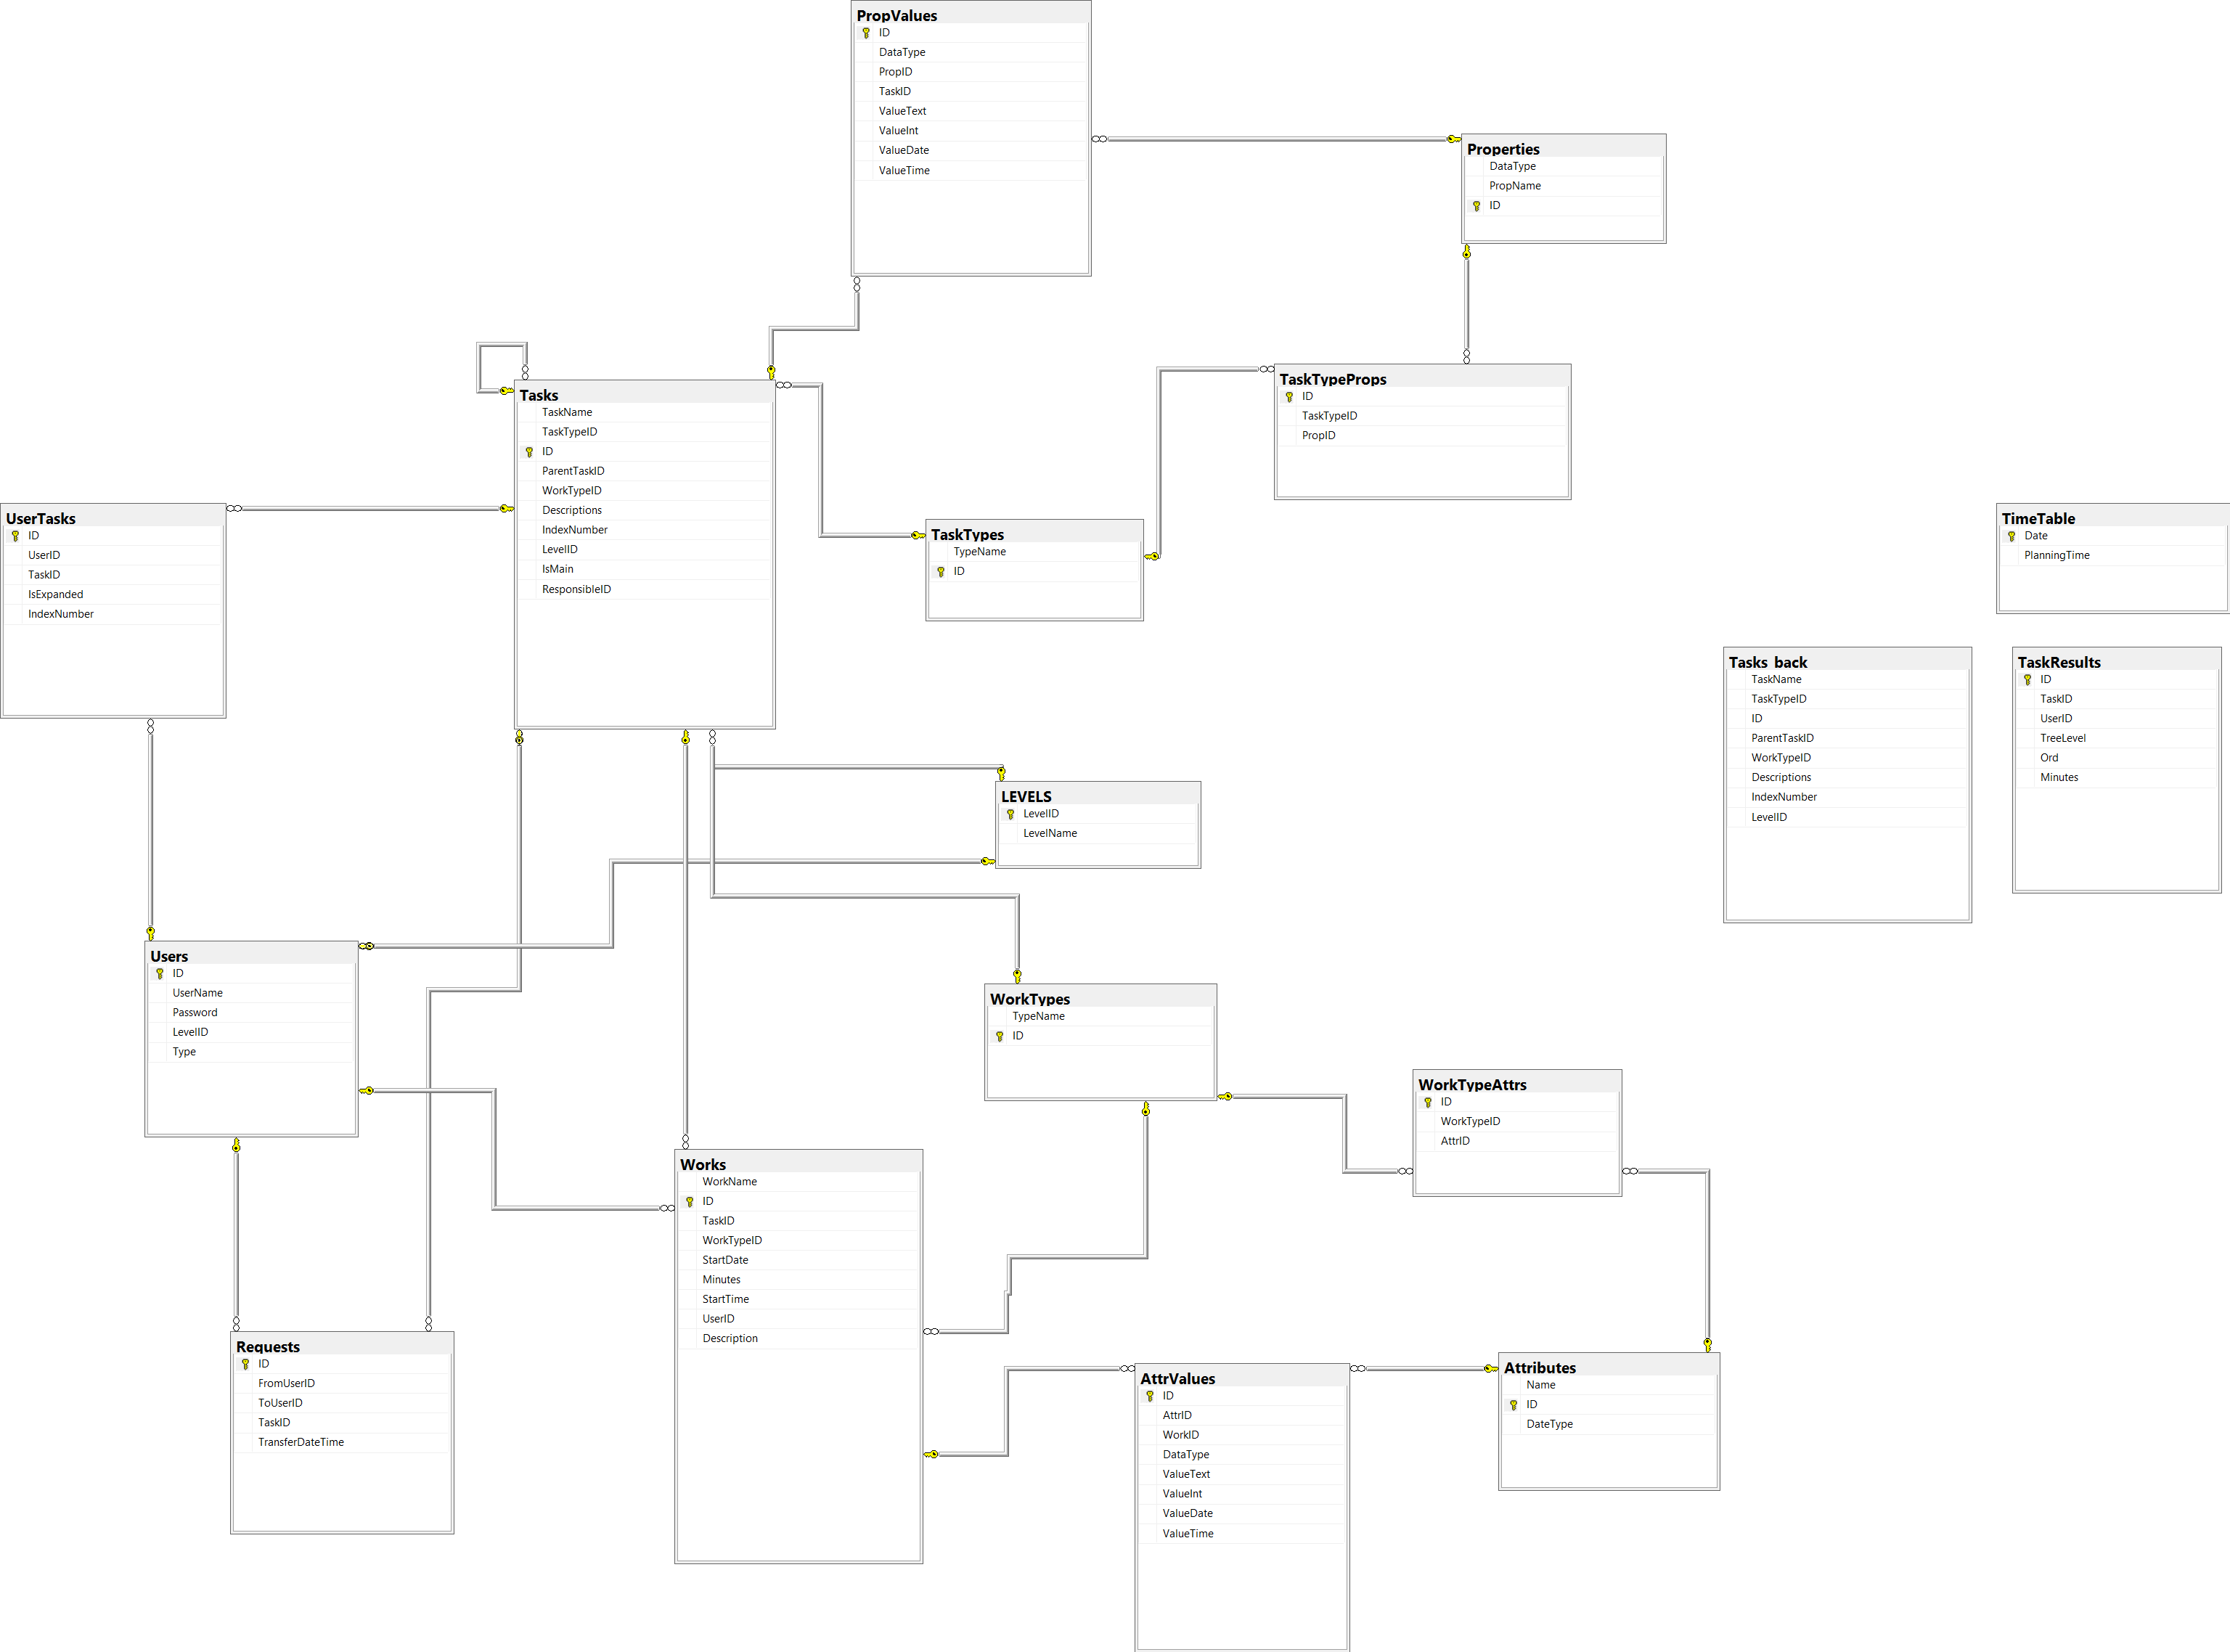 PropValues
ID
DataType
PropID
TaskID
ValueText
ValueInt
ValueDate
ValueTime
Properties
DataType
PropName
ID
Tasks
TaskName
TaskTypeID
ID
ParentTaskID
WorkTypeID
Descriptions
IndexNumber
LevelID
IsMain
ResponsibleID
TaskTypeProps
ID
TaskTypeID
PropID
UserTasks
ID
UserID
TaskID
IsExpanded
IndexNumber
TaskTypes
TypeName
ID
TimeTable
Date
PlanningTime
Tasks_back
TaskName
TaskTypeID
ID
ParentTaskID
WorkTypeID
Descriptions
IndexNumber
LevelID
TaskResults
ID
TaskID
UserID
TreeLevel
Ord
Minutes
LEVELS
LevelID
LevelName
Users
ID
UserName
Password
LevelID
Type
WorkTypes
TypeName
ID
WorkTypeAttrs
ID
WorkTypeID
AttrID
Works
WorkName
ID
TaskID
WorkTypeID
StartDate
Minutes
StartTime
UserID
Description
Requests
ID
FromUserID
ToUserID
TaskID
TransferDateTime
AttrValues
ID
AttrID
WorkID
DataType
ValueText
ValueInt
ValueDate
ValueTime
Attributes
Name
ID
DateType